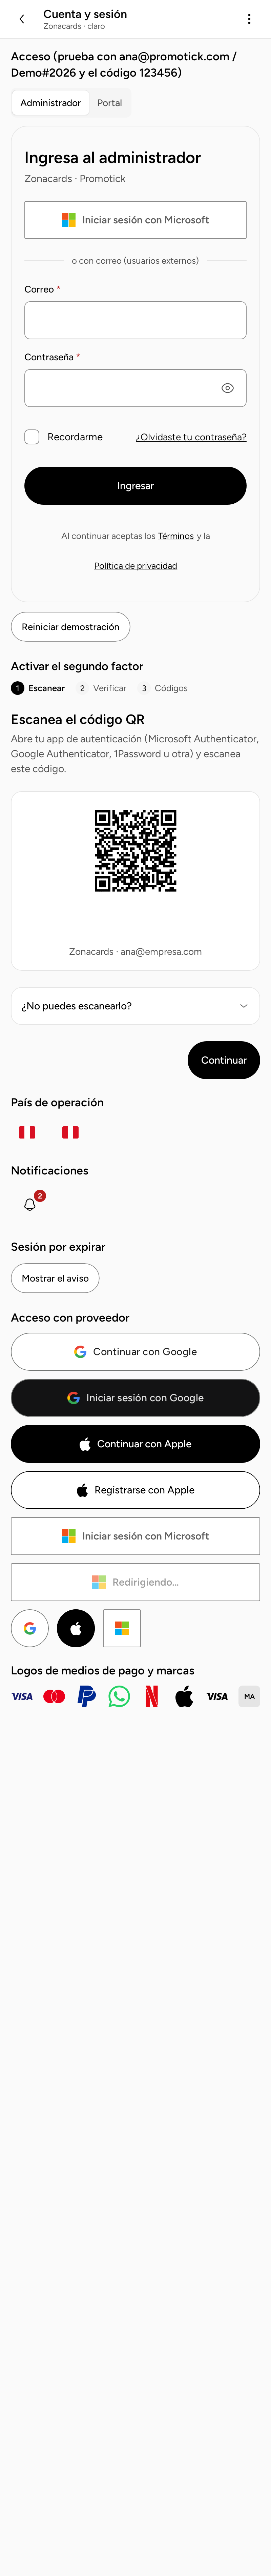 Cuenta y sesión
Zonacards · claro
Acceso (prueba con ana@promotick.com /
Demo#2026 y el código 123456)
Administrador Portal
Ingresa al administrador
Zonacards · Promotick
Iniciar sesión con Microsoft
o con correo (usuarios externos)
Correo *
Contraseña *
Recordarme ¿Olvidaste tu contraseña?
Ingresar
Al continuar aceptas los Términos y la
Política de privacidad
Reiniciar demostración
Activar el segundo factor
1 Escanear 2 Verificar 3 Códigos
Escanea el código QR
Abre tu app de autenticación (Microsoft Authenticator,
Google Authenticator, 1Password u otra) y escanea
este código.
Zonacards · ana@empresa.com
¿No puedes escanearlo?
Continuar
País de operación
Notificaciones
2
Sesión por expirar
Mostrar el aviso
Acceso con proveedor
Continuar con Google
Iniciar sesión con Google
Continuar con Apple
Registrarse con Apple
Iniciar sesión con Microsoft
Redirigiendo...
Logos de medios de pago y marcas
VISA VISA MA